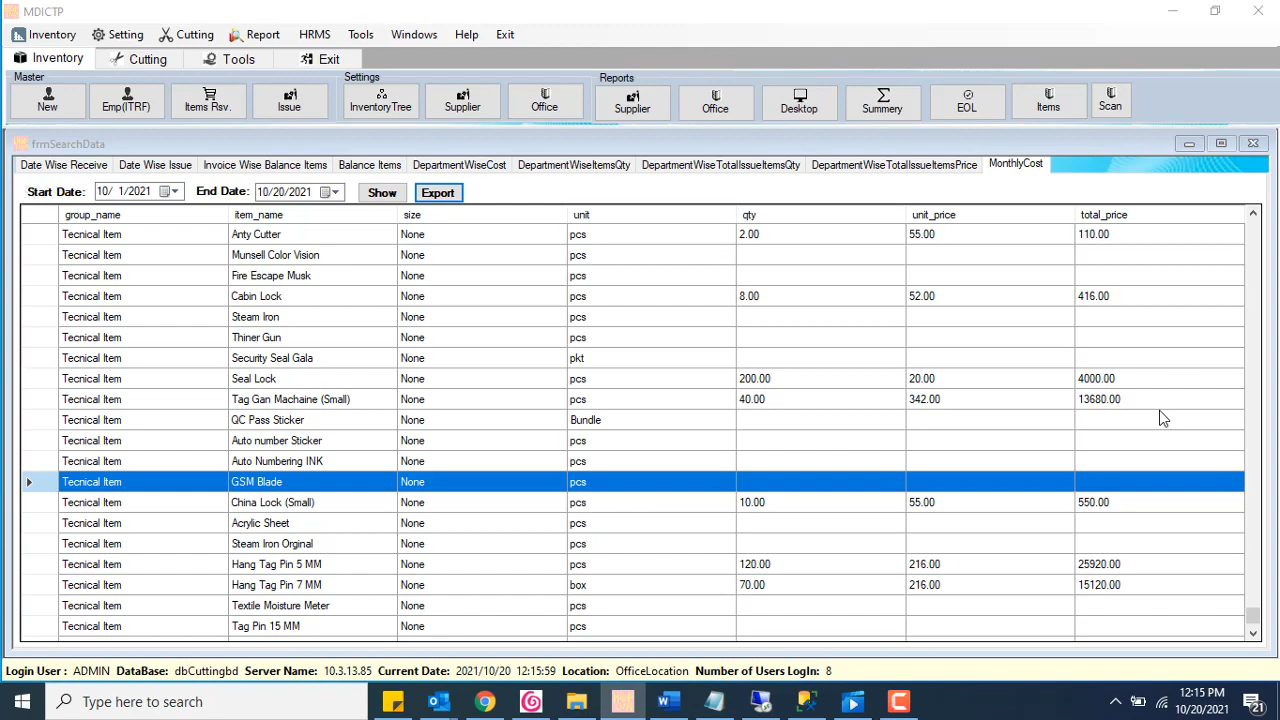 MDICTP
Inventory Setting Cutting Report HRMS Tools Windows Help Exit
Inventory Cutting Tools Exit
Master Settings Reports
New Emp(ITRF) Items Rsv. Issue InventoryTree Supplier Office Supplier Office Desktop Summery EOL Items Scan
frmSearchData
Date Wise Receive Date Wise Issue Invoice Wise Balance Items Balance Items DepartmentWiseCost DepartmentWiseItemsQty DepartmentWiseTotalIssueItemsQty DepartmentWiseTotalIssueItemsPrice MonthlyCost
Start Date: 10/ 1/2021 End Date: 10/20/2021 Show Export
group_name item_name size unit qty unit_price total_price
Tecnical Item Anty Cutter None pcs 2.00 55.00 110.00
Tecnical Item Munsell Color Vision None pcs
Tecnical Item Fire Escape Musk None pcs
Tecnical Item Cabin Lock None pcs 8.00 52.00 416.00
Tecnical Item Steam Iron None pcs
Tecnical Item Thiner Gun None pcs
Tecnical Item Security Seal Gala None pkt
Tecnical Item Seal Lock None pcs 200.00 20.00 4000.00
Tecnical Item Tag Gan Machaine (Small) None pcs 40.00 342.00 13680.00
Tecnical Item QC Pass Sticker None Bundle
Tecnical Item Auto number Sticker None pcs
Tecnical Item Auto Numbering INK None pcs
Tecnical Item GSM Blade None pcs
Tecnical Item China Lock (Small) None pcs 10.00 55.00 550.00
Tecnical Item Acrylic Sheet None pcs
Tecnical Item Steam Iron Orginal None pcs
Tecnical Item Hang Tag Pin 5 MM None pcs 120.00 216.00 25920.00
Tecnical Item Hang Tag Pin 7 MM None box 70.00 216.00 15120.00
Tecnical Item Textile Moisture Meter None pcs
Tecnical Item Tag Pin 15 MM None pcs
Login User : ADMIN DataBase: dbCuttingbd Server Name: 10.3.13.85 Current Date: 2021/10/20 12:15:59 Location: OfficeLocation Number of Users LogIn: 8
Type here to search
12:15 PM
10/20/2021
21